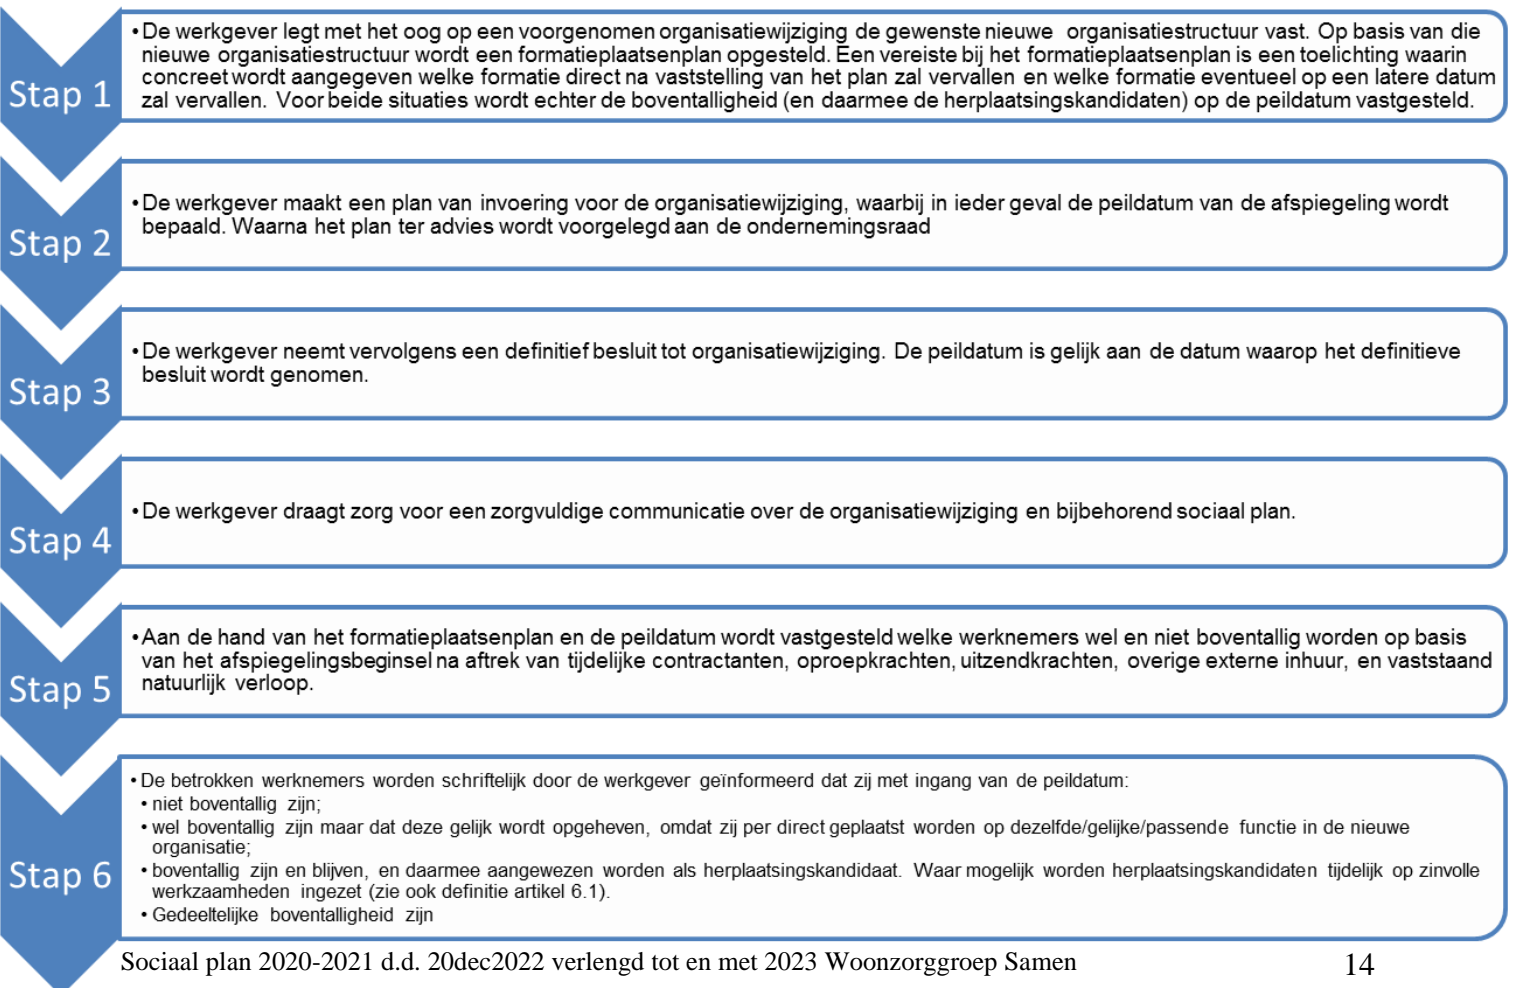 • De werkgever legt met het oog op een voorgenomen organisatiewijziging de gewenste nieuwe organisatiestructuur vast. Op basis van die
nieuwe organisatiestructuur wordt een formatieplaatsenplan opgesteld. Een vereiste bij het formatieplaatsenplan is een toelichting waarin
concreet wordt aangegeven welke formatie direct na vaststelling van het plan zal vervallen en welke formatie eventueel op een latere datum
zal vervallen. Voor beide situaties wordt echter de boventalligheid (en daarmee de herplaatsingskandidaten) op de peildatum vastgesteld.
Stap 1
• De werkgever maakt een plan van invoering voor de organisatiewijziging, waarbij in ieder geval de peildatum van de afspiegeling wordt
bepaald. Waarna het plan ter advies wordt voorgelegd aan de ondernemingsraad
Stap 2
• De werkgever neemt vervolgens een definitief besluit tot organisatiewijziging. De peildatum is gelijk aan de datum waarop het definitieve
besluit wordt genomen.
Stap 3
• De werkgever draagt zorg voor een zorgvuldige communicatie over de organisatiewijziging en bijbehorend sociaal plan.
Stap 4
• Aan de hand van het formatieplaatsenplan en de peildatum wordt vastgesteld welke werknemers wel en niet boventallig worden op basis
van het afspiegelingsbeginsel na aftrek van tijdelijke contractanten, oproepkrachten, uitzendkrachten, overige externe inhuur, en vaststaand
natuurlijk verloop.
Stap 5
• De betrokken werknemers worden schriftelijk door de werkgever geïnformeerd dat zij met ingang van de peildatum:
• niet boventallig zijn;
• wel boventallig zijn maar dat deze gelijk wordt opgeheven, omdat zij per direct geplaatst worden op dezelfde/gelijke/passende functie in de nieuwe
organisatie;
• boventallig zijn en blijven, en daarmee aangewezen worden als herplaatsingskandidaat. Waar mogelijk worden herplaatsingskandidaten tijdelijk op zinvolle
werkzaamheden ingezet (zie ook definitie artikel 6.1).
• Gedeeltelijke boventalligheid zijn
Stap 6
Sociaal plan 2020-2021 d.d. 20dec2022 verlengd tot en met 2023 Woonzorggroep Samen 14